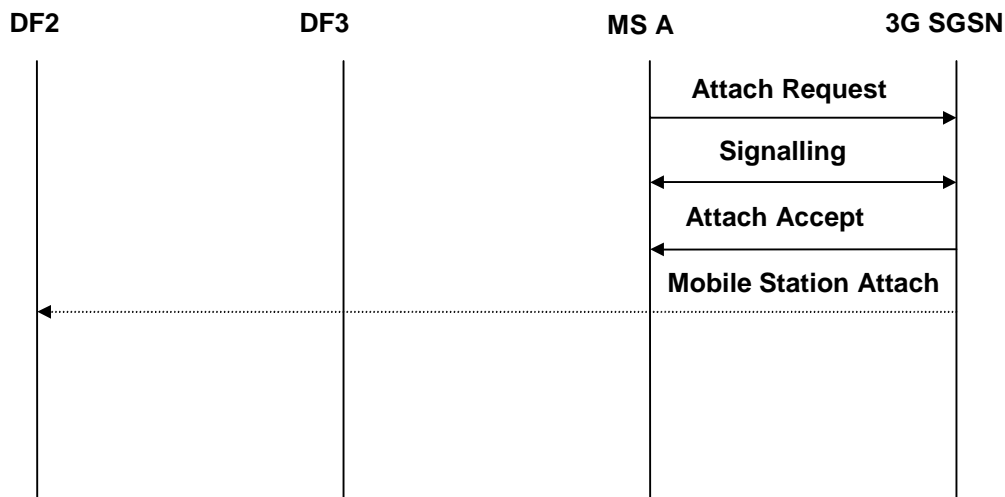 DF2 DF3 MS A 3G SGSN
Attach Request
Signalling
Attach Accept
Mobile Station Attach